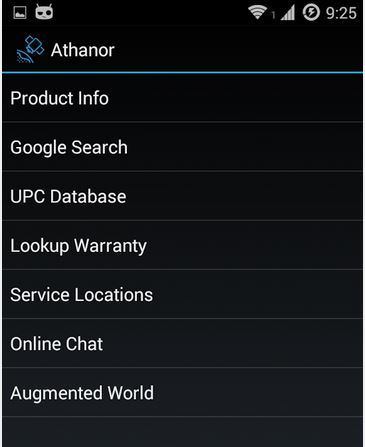 1 9:25
Athanor
Product Info
Google Search
UPC Database
Lookup Warranty
Service Locations
Online Chat
Augmented World